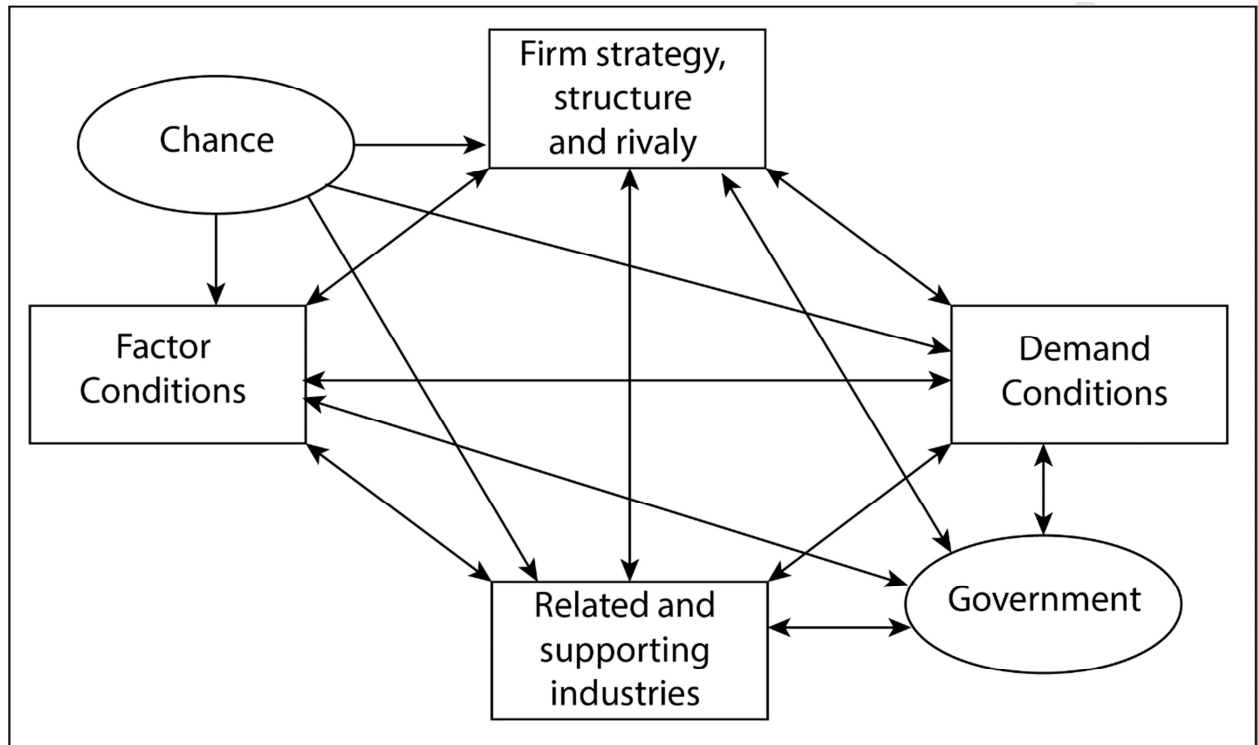 Firm strategy,
structure
and rivaly
Chance
Factor
Conditions
Demand
Conditions
Related and
supporting
industries
Government